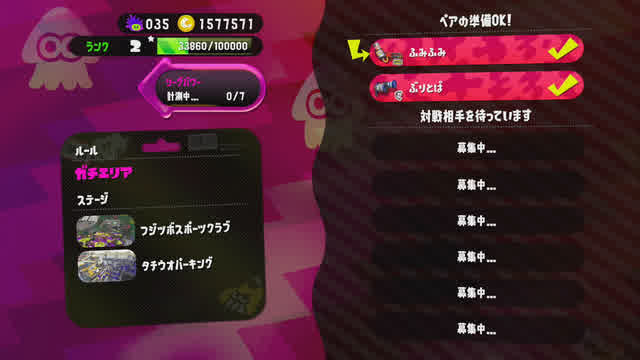 035 1577571
ペアの準備OK!
ランク 2 33860/100000
ふみふみ
リーグパワー
計測中... 0/7
ぷりとば
対戦相手を待っています
ルール
ガチエリア
ステージ
フジツボスポーツクラブ
タチウオパーキング
募集中...
募集中...
募集中...
募集中...
募集中...
募集中...